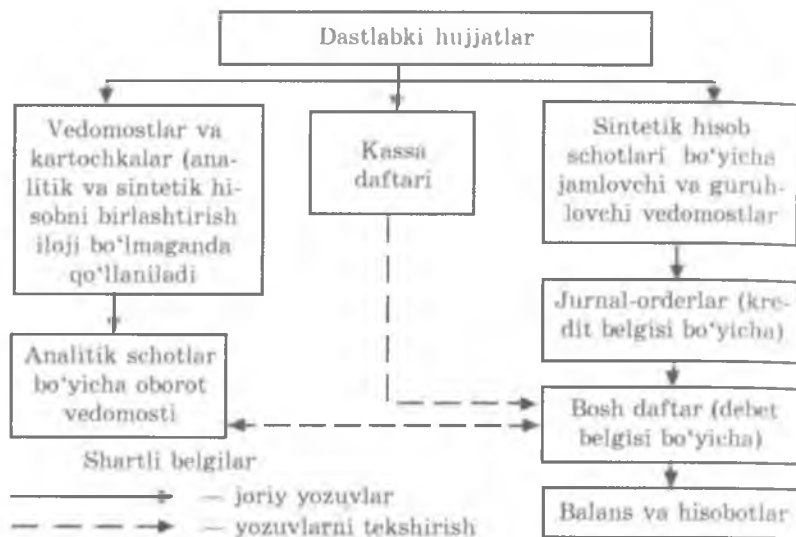 Dastlabki hujjatlar
Vedomostlar va
kartochkalar (ana-
litik va sintetik hi-
sobni birlashtirish
iloji bo'lmaganda
qo'llaniladi
Kassa
daftari
Sintetik hisob
schotlari bo'yicha
jamlovchi va guruh-
lovchi vedomostlar
Jurnal-orderlar (kre-
dit belgisi bo'yicha)
Analitik schotlar
bo'yicha oborot
vedomosti
Bosh daftar (debet
belgisi bo'yicha)
Balans va hisobotlar
Shartli belgilar
— joriy yozuvlar
— yozuvlarni tekshirish